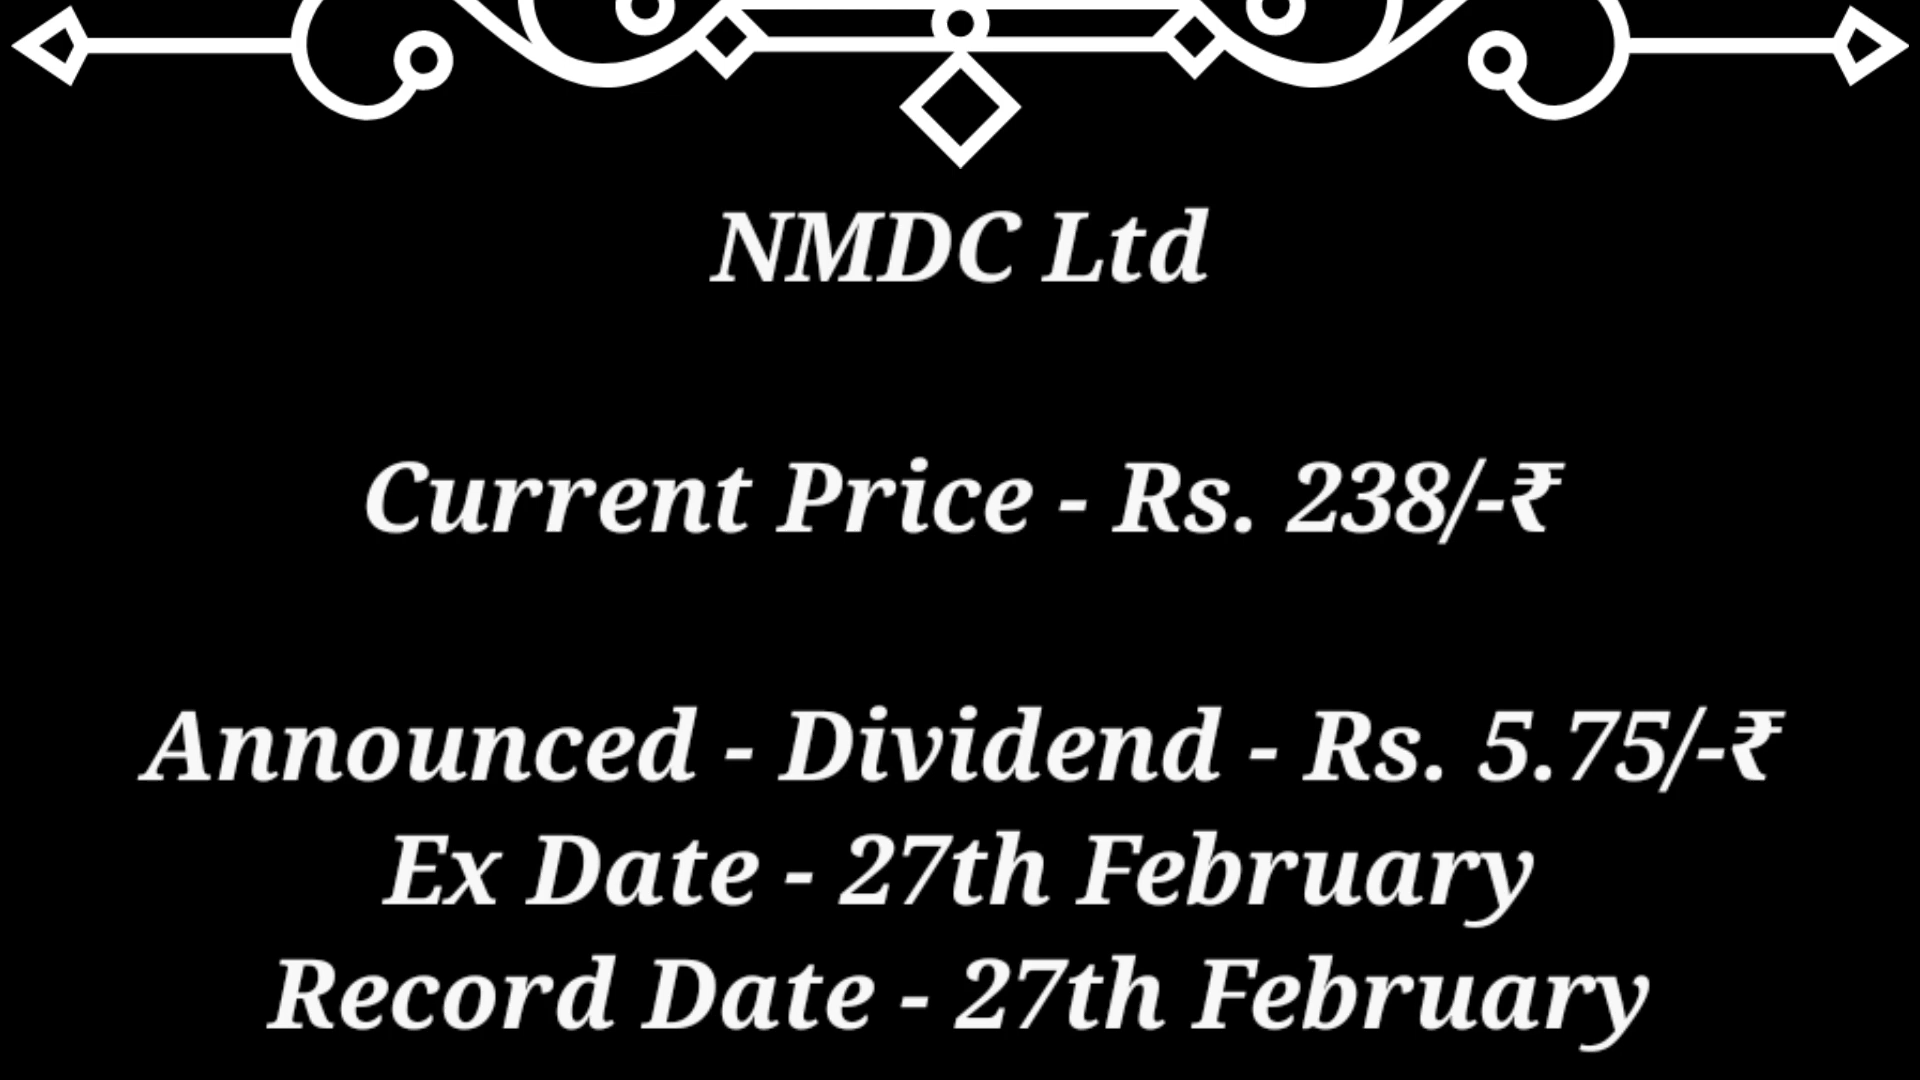 NMDC Ltd
Current Price - Rs. 238/-₹
Announced - Dividend - Rs. 5.75/-₹
Ex Date - 27th February
Record Date - 27th February